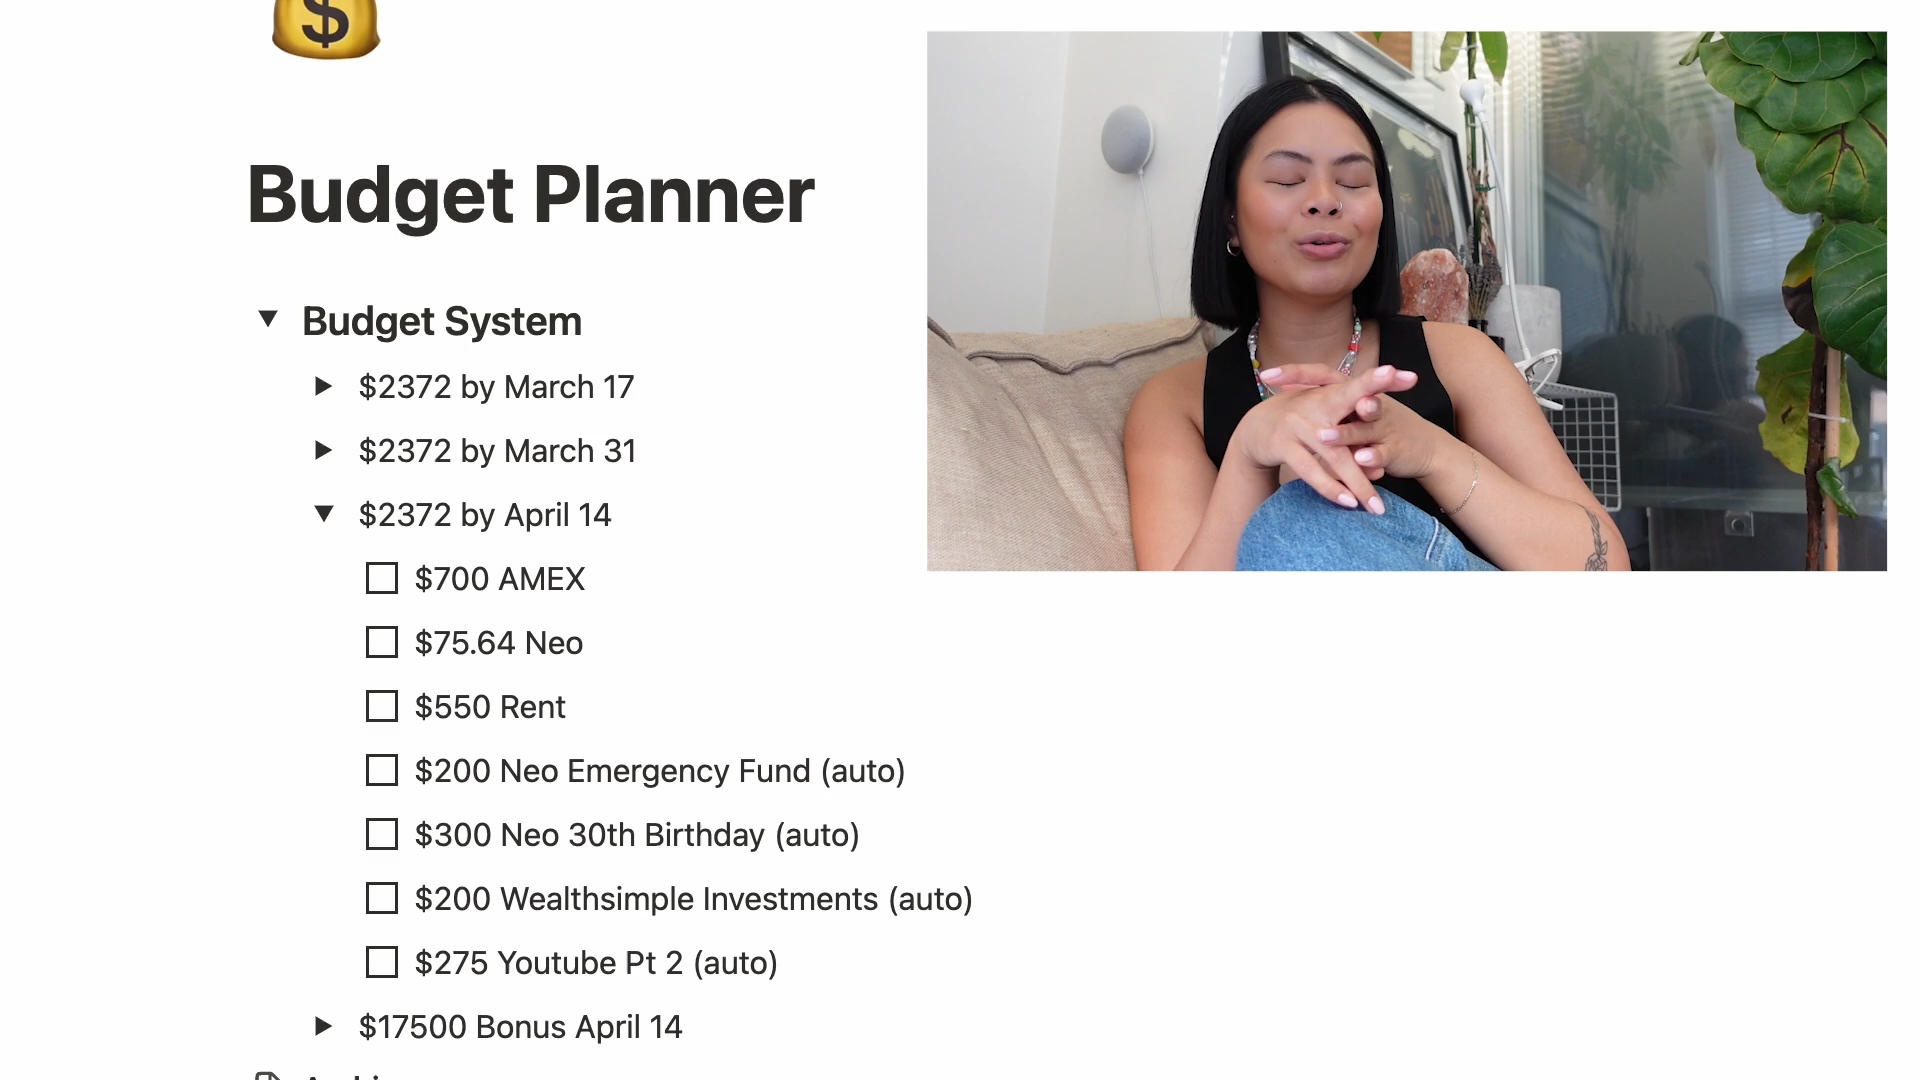 Budget Planner
Budget System
$2372 by March 17
$2372 by March 31
$2372 by April 14
$700 AMEX
$75.64 Neo
$550 Rent
$200 Neo Emergency Fund (auto)
$300 Neo 30th Birthday (auto)
$200 Wealthsimple Investments (auto)
$275 Youtube Pt 2 (auto)
$17500 Bonus April 14